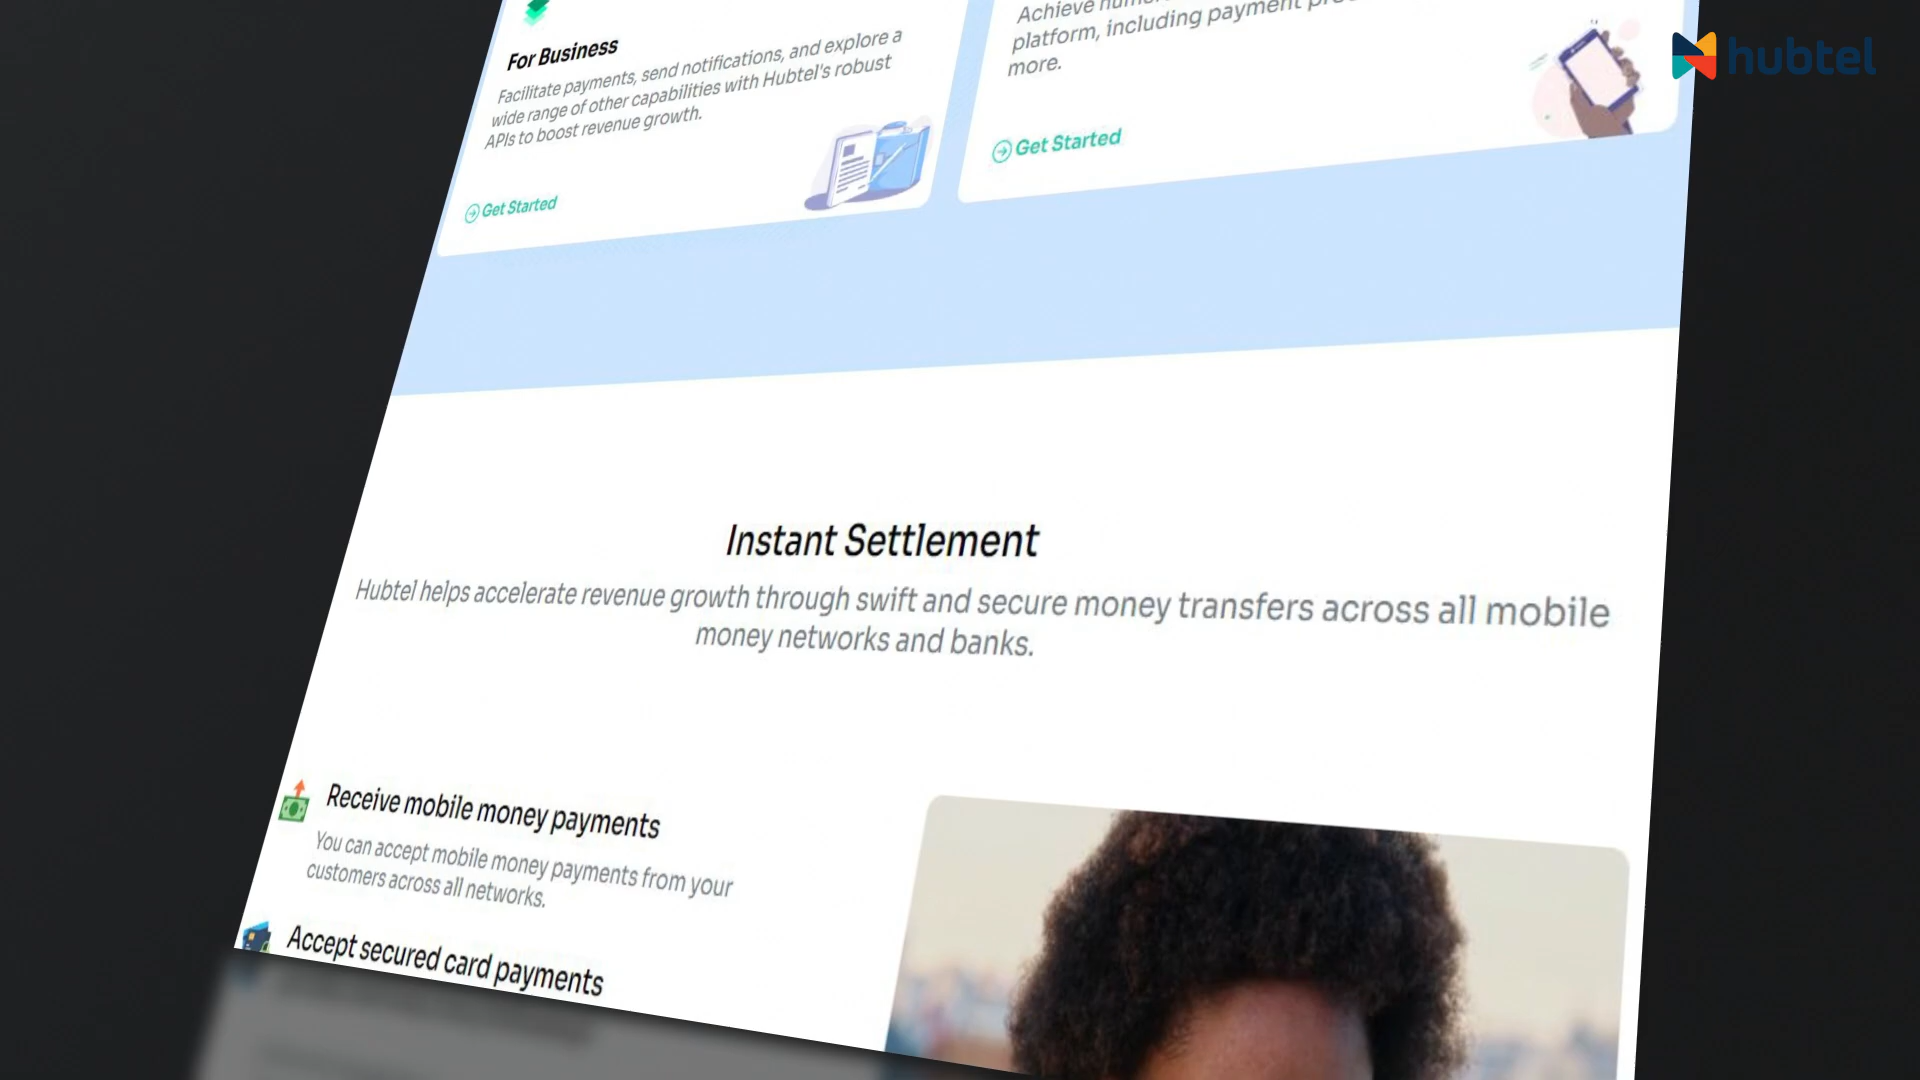 hubtel
For Business
Facilitate payments, send notifications, and explore a
wide range of other capabilities with Hubtel's robust
APIs to boost revenue growth.
Get Started
Achieve
platform, including payment
more.
Get Started
Instant Settlement
Hubtel helps accelerate revenue growth through swift and secure money transfers across all mobile
money networks and banks.
Receive mobile money payments
You can accept mobile money payments from your
customers across all networks.
Accept secured card payments